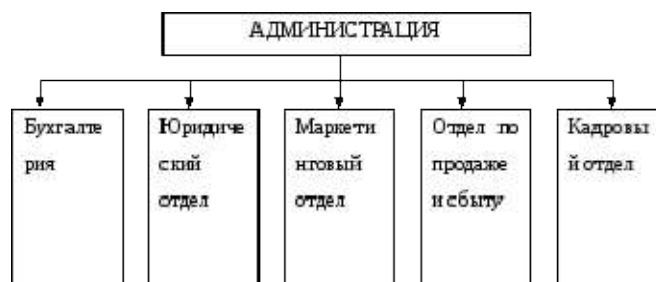 АДМИНИСТРАЦИЯ
Бухгалте
рия
Юридиче
ский
отдел
Маркети
нговый
отдел
Отдел по
продаже
и сбыту
Кадровы
й отдел